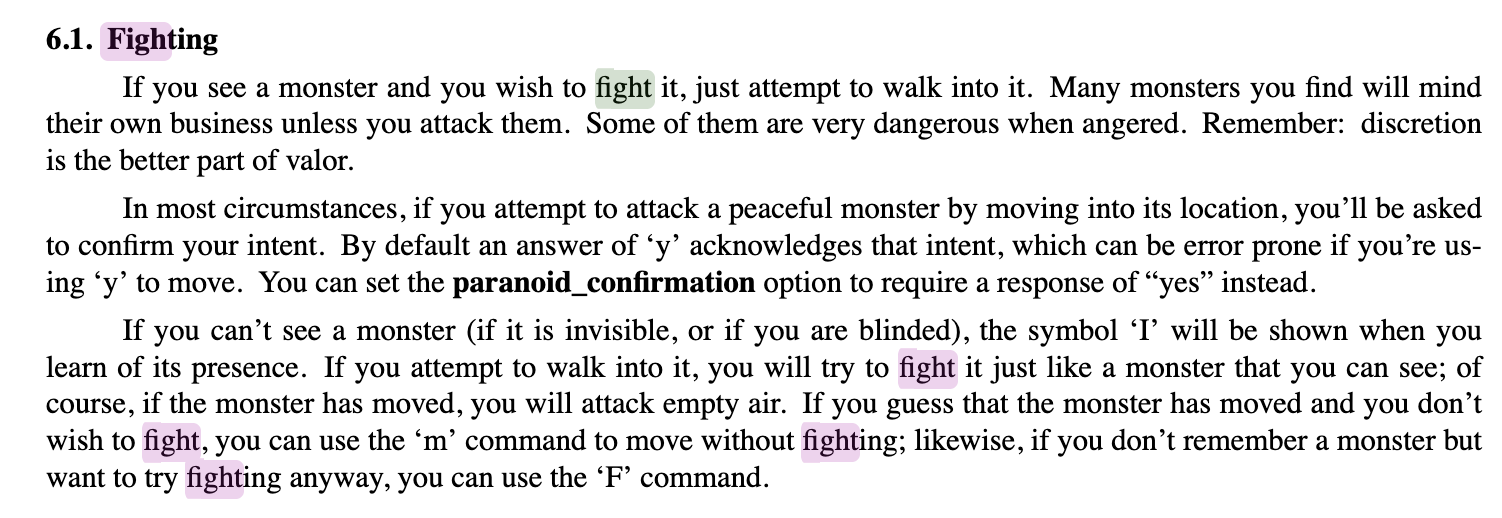 6.1. Fighting
If you see a monster and you wish to fight it, just attempt to walk into it. Many monsters you find will mind
their own business unless you attack them. Some of them are very dangerous when angered. Remember: discretion
is the better part of valor.
In most circumstances, if you attempt to attack a peaceful monster by moving into its location, you’ll be asked
to confirm your intent. By default an answer of ‘y’ acknowledges that intent, which can be error prone if you’re us-
ing ‘y’ to move. You can set the paranoid_confirmation option to require a response of “yes” instead.
If you can’t see a monster (if it is invisible, or if you are blinded), the symbol ‘I’ will be shown when you
learn of its presence. If you attempt to walk into it, you will try to fight it just like a monster that you can see; of
course, if the monster has moved, you will attack empty air. If you guess that the monster has moved and you don’t
wish to fight, you can use the ‘m’ command to move without fighting; likewise, if you don’t remember a monster but
want to try fighting anyway, you can use the ‘F’ command.